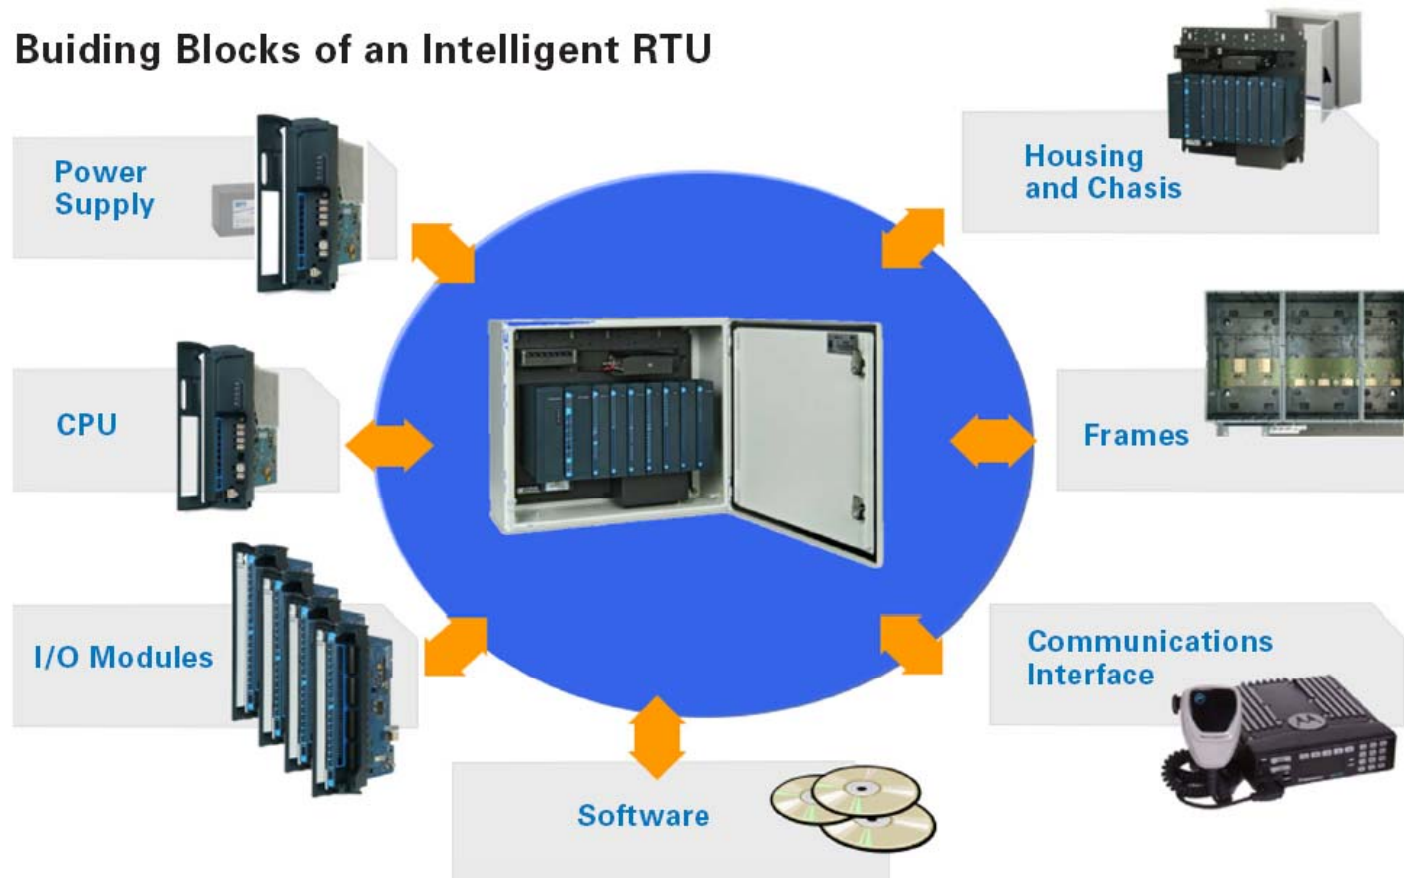 Buiding Blocks of an Intelligent RTU
Power
Supply
Housing
and Chasis
CPU
Frames
I/O Modules
Communications
Interface
Software